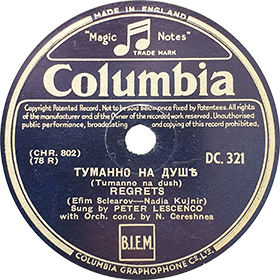 MADE IN ENGLAND
"Magic Notes"
TRADE MARK
Columbia
Copyright Patented Record. Not to be sold below price fixed by Patentees. All rights
of the manufacturer and of the owner of the recorded work reserved. Unauthorised
public performance, broadcasting and copying of this record prohibited.
(CHR. 802)
(78 R)
DC. 321
ТУМАННО НА ДУШѢ
(Tumanno na dush)
REGRETS
(Efim Sclearov—Nadia Kujnir)
Sung by PETER LESCENCO
with Orch. cond. by N. Cereshnea
B.I.E.M.
COLUMBIA GRAPHOPHONE Co. Ltd.